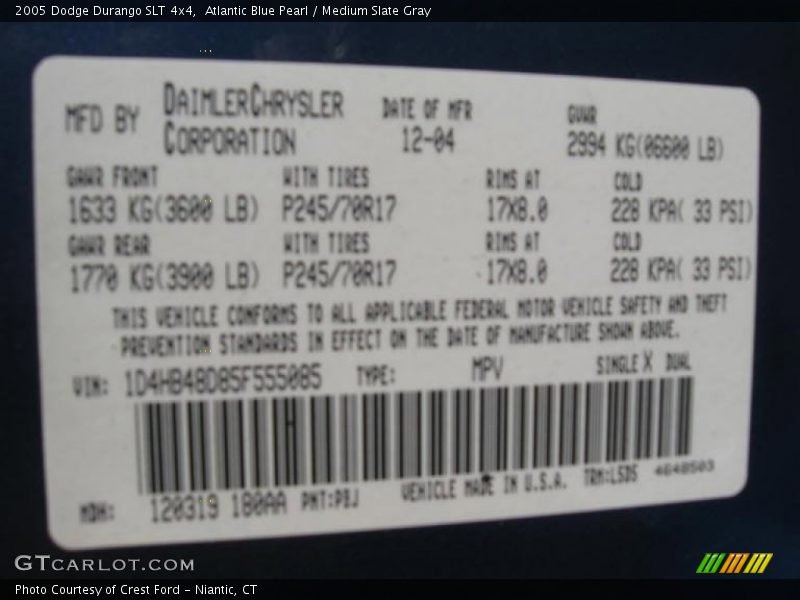 2005 Dodge Durango SLT 4x4,  Atlantic Blue Pearl / Medium Slate Gray
MFD BY DAIMLERCHRYSLER CORPORATION DATE OF MFR 12-04 GVWR 2994 KG(06600 LB)
GAWR FRONT WITH TIRES RIMS AT COLD
1633 KG(3600 LB) P245/70R17 17X8.0 228 KPA( 33 PSI)
GAWR REAR WITH TIRES RIMS AT COLD
1770 KG(3900 LB) P245/70R17 17X8.0 228 KPA( 33 PSI)
THIS VEHICLE CONFORMS TO ALL APPLICABLE FEDERAL MOTOR VEHICLE SAFETY AND THEFT
PREVENTION STANDARDS IN EFFECT ON THE DATE OF MANUFACTURE SHOWN ABOVE.
VIN: 1D4HB48D85F555085 TYPE: MPV SINGLE X DUAL
MDH: 120319 180AA PNT:PBJ VEHICLE MADE IN U.S.A. TRM:L5DS 4648503
GTCARLOT.COM
Photo Courtesy of Crest Ford - Niantic, CT